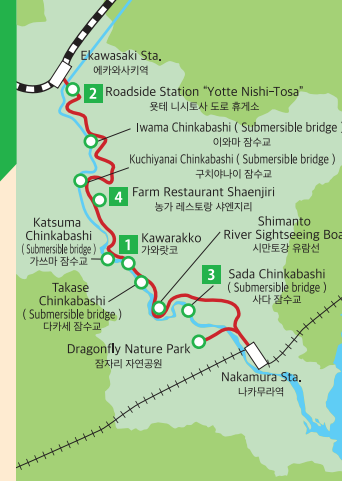 Ekawasaki Sta.
에카와사키역
2 Roadside Station "Yotte Nishi-Tosa"
욧테 니시토사 도로 휴게소
Iwama Chinkabashi ( Submersible bridge )
이와마 잠수교
Kuchiyanai Chinkabashi ( Submersible bridge )
구치야나이 잠수교
4 Farm Restaurant Shaenjiri
농가 레스토랑 샤엔지리
Katsuma
Chinkabashi
( Submersible bridge )
가쓰마 잠수교
1 Kawarakko
가와랏코
Shimanto
River Sightseeing Boa
시만토강 유람선
3 Sada Chinkabashi
( Submersible bridge )
사다 잠수교
Takase
Chinkabashi
( Submersible bridge )
다카세 잠수교
Dragonfly Nature Park
잠자리 자연공원
Nakamura Sta.
나카무라역